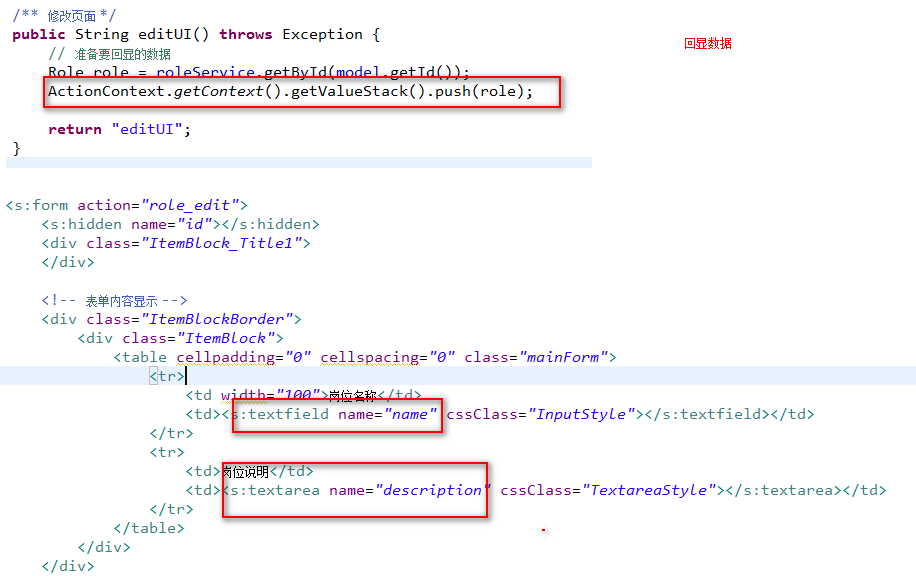 /** 修改页面 */
public String editUI() throws Exception {
回显数据
// 准备要回显的数据
Role role = roleService.getById(model.getId());
ActionContext.getContext().getValueStack().push(role);
return "editUI";
}
<s:form action="role_edit">
<s:hidden name="id"></s:hidden>
<div class="ItemBlock_Title1">
</div>
<!-- 表单内容显示 -->
<div class="ItemBlockBorder">
<div class="ItemBlock">
<table cellpadding="0" cellspacing="0" class="mainForm">
<tr>
<td width="100">岗位名称</td>
<td><s:textfield name="name" cssClass="InputStyle"></s:textfield></td>
</tr>
<tr>
<td>岗位说明</td>
<td><s:textarea name="description" cssClass="TextareaStyle"></s:textarea></td>
</tr>
</table>
</div>
</div>